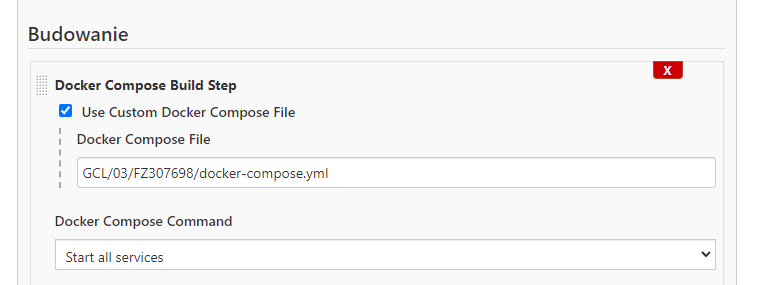 Budowanie
X
Docker Compose Build Step
Use Custom Docker Compose File
Docker Compose File
GCL/03/FZ307698/docker-compose.yml
Docker Compose Command
Start all services